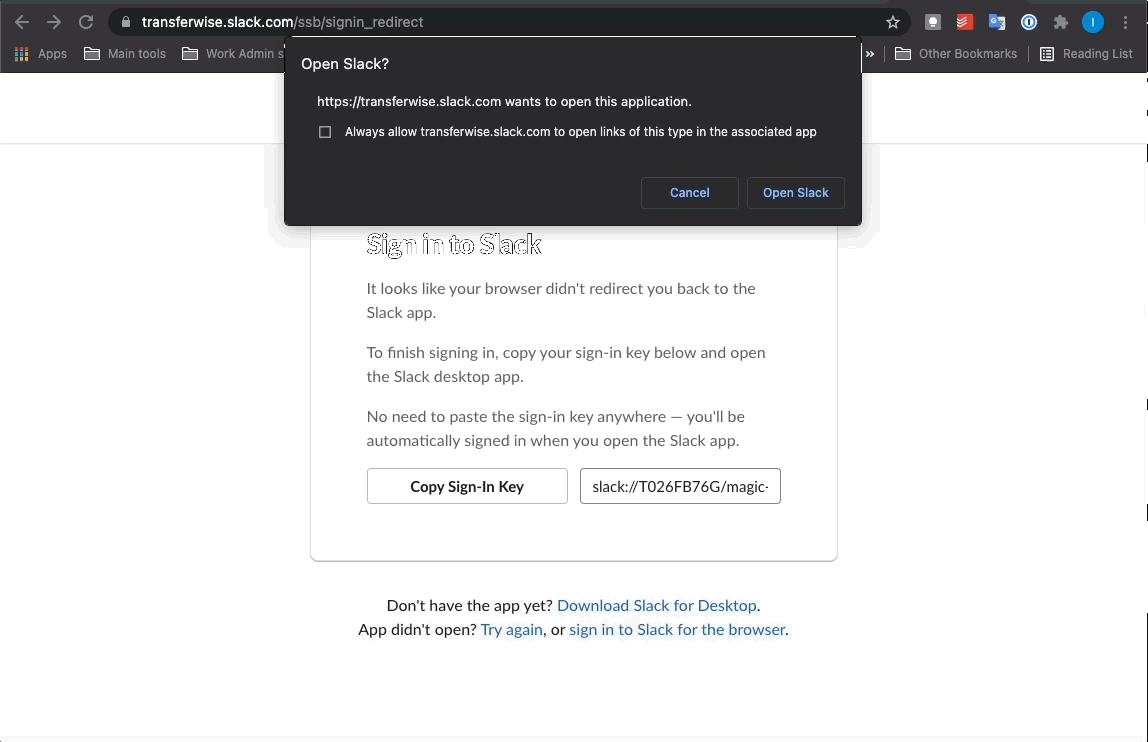 transferwise.slack.com/ssb/signin_redirect
I
Apps
Main tools
Work Admin s
»
Other Bookmarks
Reading List
Open Slack?
https://transferwise.slack.com wants to open this application.
Always allow transferwise.slack.com to open links of this type in the associated app
Cancel
Open Slack
Sign in to Slack
It looks like your browser didn't redirect you back to the
Slack app.
To finish signing in, copy your sign-in key below and open
the Slack desktop app.
No need to paste the sign-in key anywhere — you'll be
automatically signed in when you open the Slack app.
Copy Sign-In Key
slack://T026FB76G/magic-
Don't have the app yet? Download Slack for Desktop.
App didn't open? Try again, or sign in to Slack for the browser.